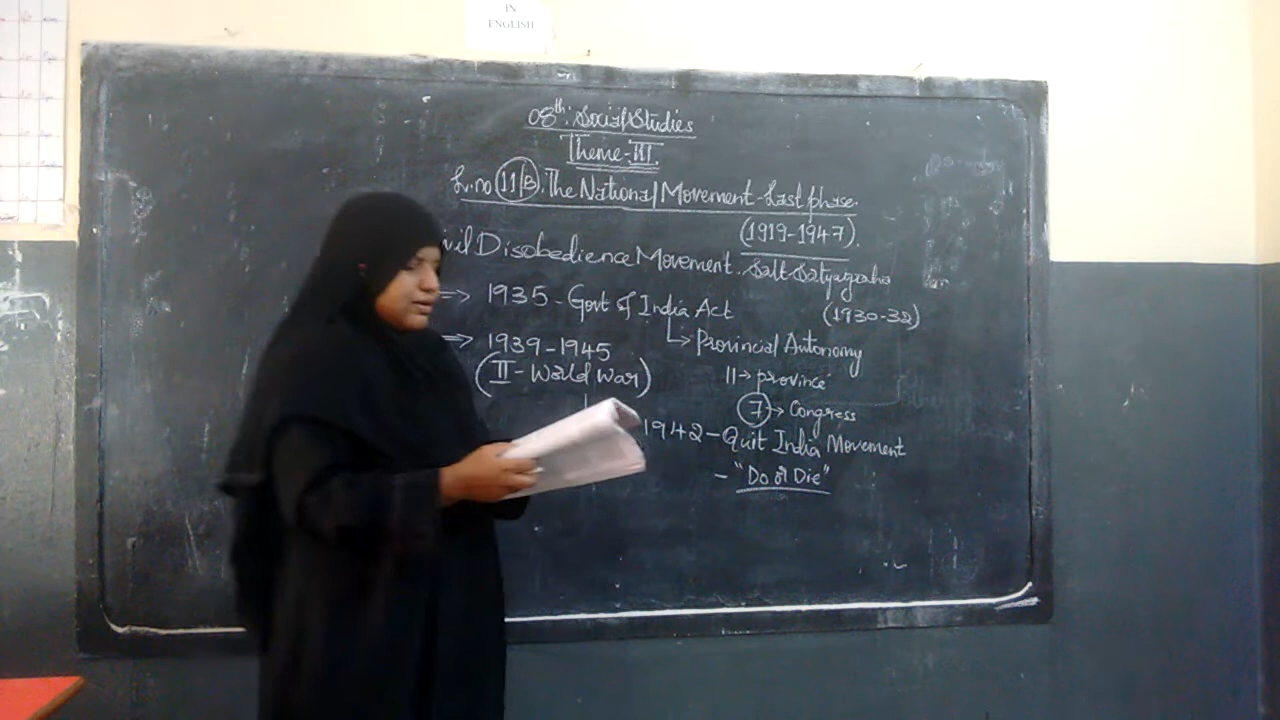 IN
ENGLISH
08th: Social Studies
Theme-III
L.no 11/B. The National Movement-Last phase.
(1919-1947).
vil Disobedience Movement. Salt Satyagraha
(1930-32)
⇒ 1935 - Govt of India Act
↳ Provincial Autonomy
⇒ 1939-1945
(II - World War)
11→ province
7→ Congress
1942 - Quit India Movement
- "Do or Die"